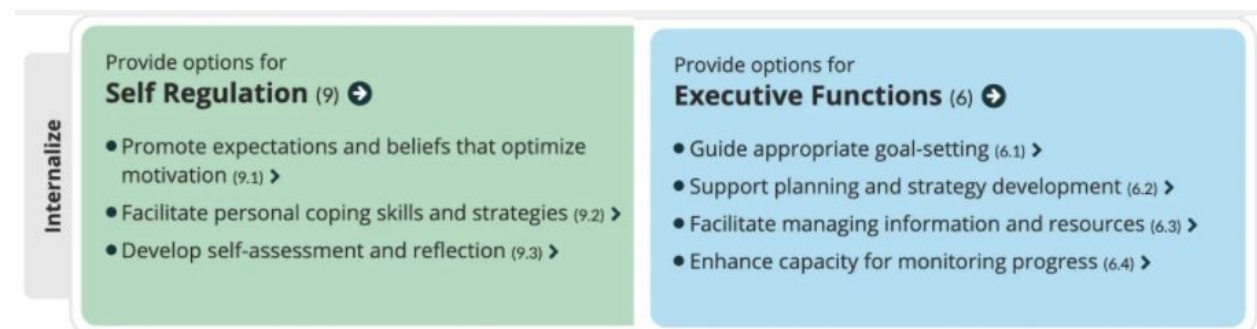 Internalize
Provide options for
Self Regulation (9)
• Promote expectations and beliefs that optimize
motivation (9.1) >
• Facilitate personal coping skills and strategies (9.2) >
• Develop self-assessment and reflection (9.3) >
Provide options for
Executive Functions (6)
• Guide appropriate goal-setting (6.1) >
• Support planning and strategy development (6.2) >
• Facilitate managing information and resources (6.3) >
• Enhance capacity for monitoring progress (6.4) >